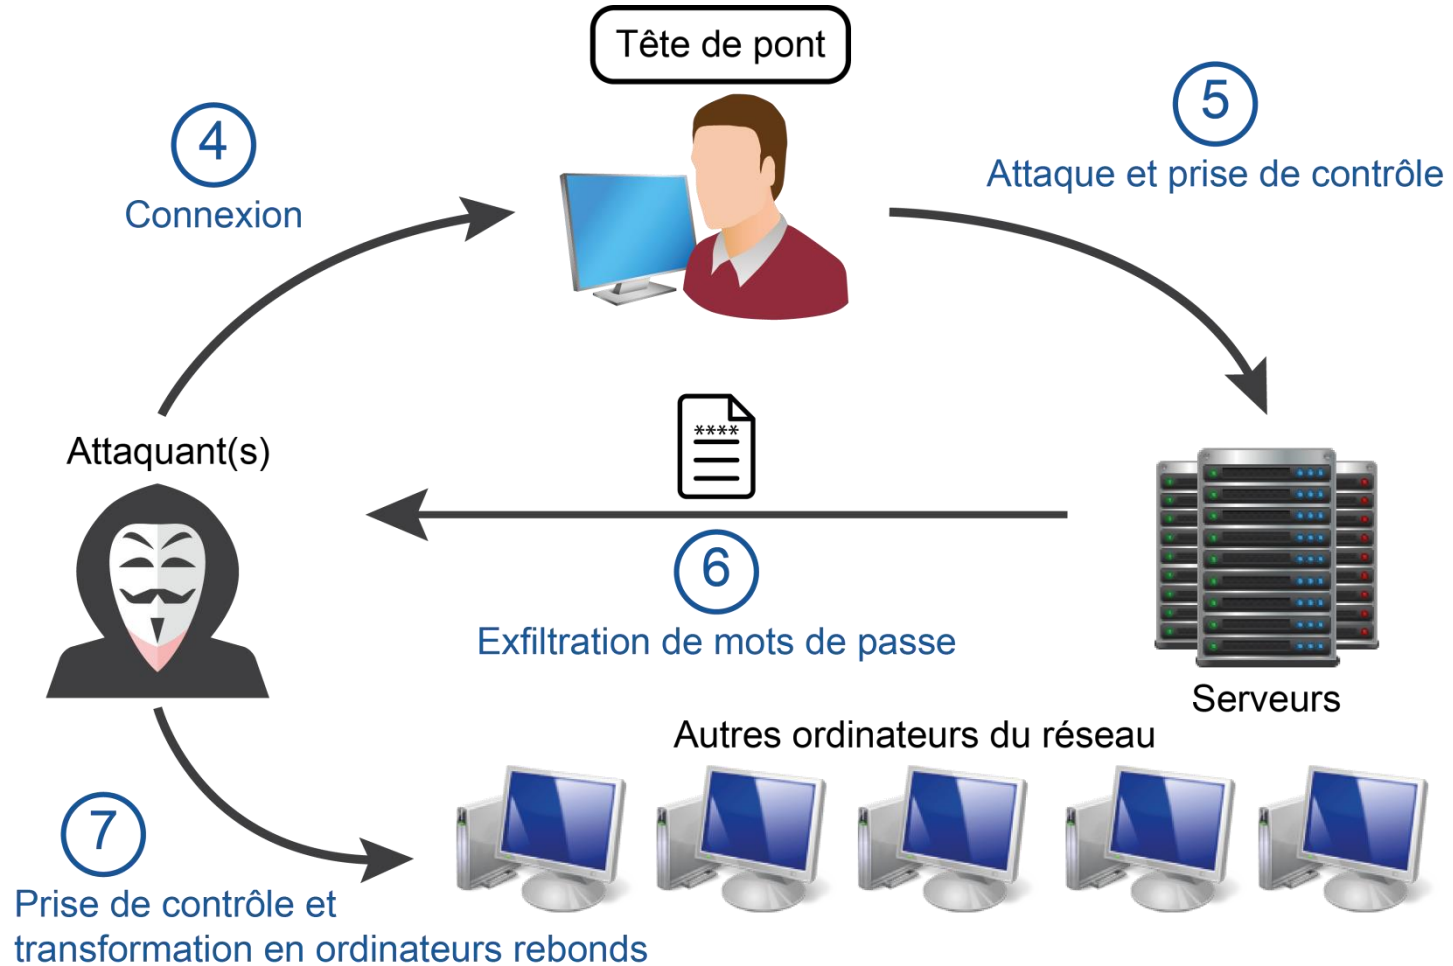 Tête de pont
4
Connexion
5
Attaque et prise de contrôle
Attaquant(s)
****
6
Exfiltration de mots de passe
Serveurs
Autres ordinateurs du réseau
7
Prise de contrôle et
transformation en ordinateurs rebonds